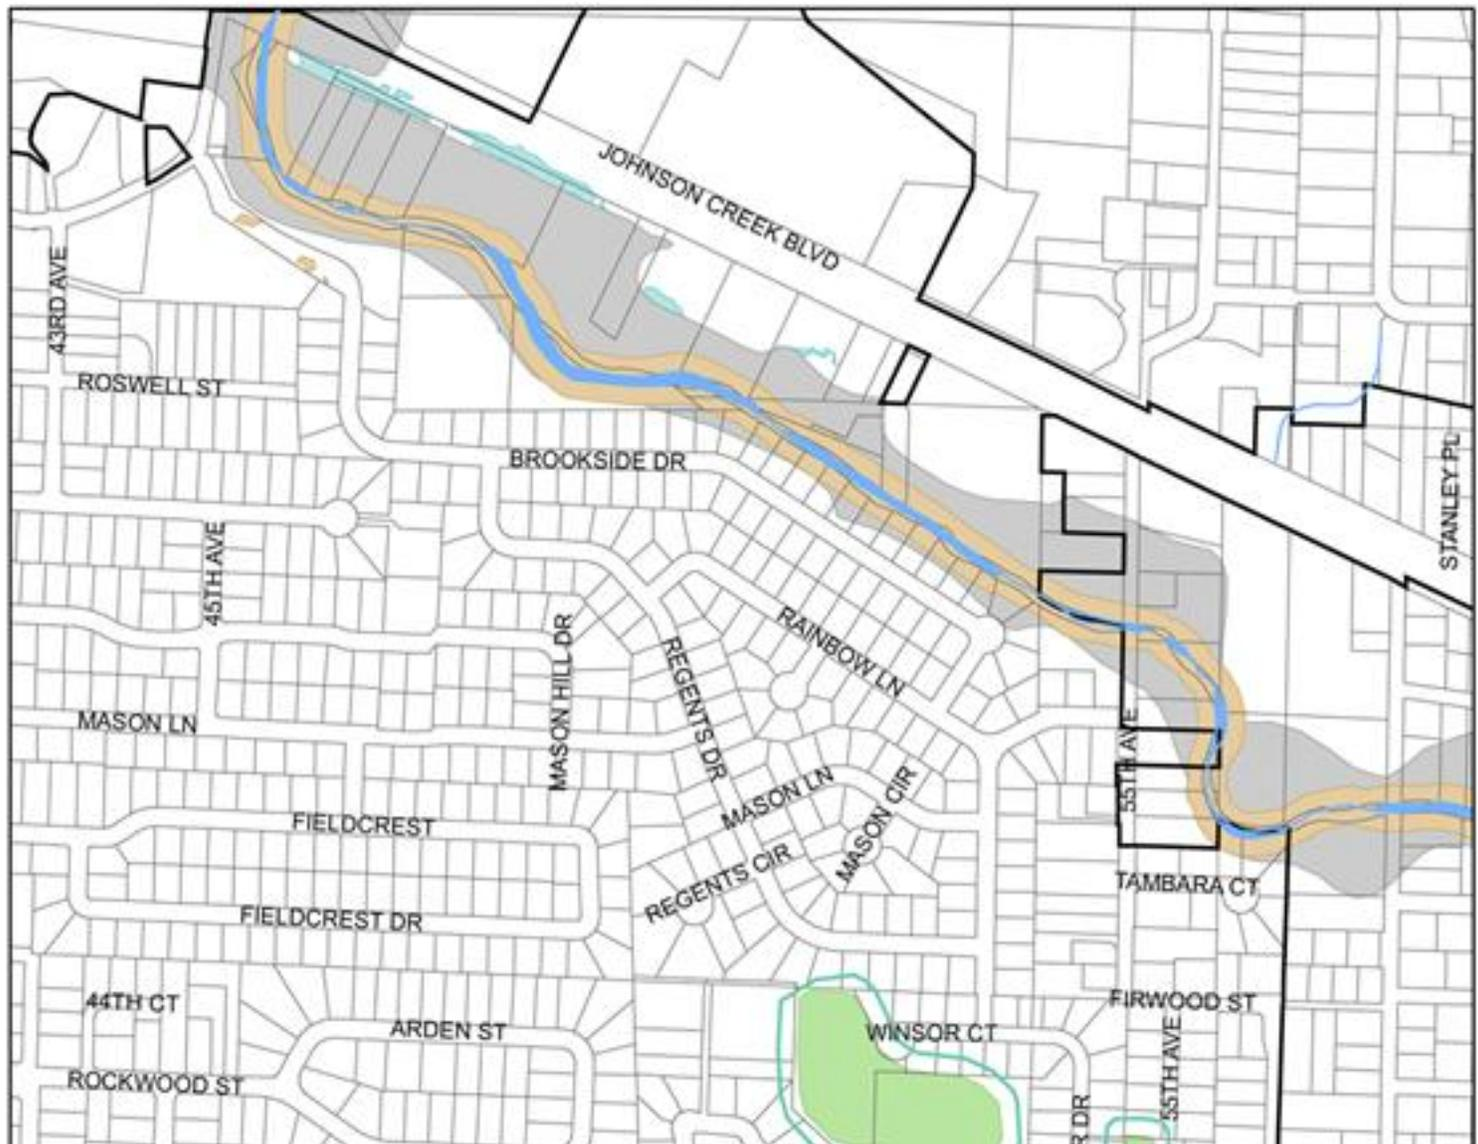 JOHNSON CREEK BLVD
43RD AVE
ROSWELL ST
BROOKSIDE DR
STANLEY PL
45TH AVE
RAINBOW LN
MASON HILL DR
REGENTS DR
MASON LN
55TH AVE
MASON LN
MASON CIR
FIELDCREST
REGENTS CIR
TAMBARA CT
FIELDCREST DR
44TH CT
FIRWOOD ST
ARDEN ST
WINSOR CT
55TH AVE
ROCKWOOD ST